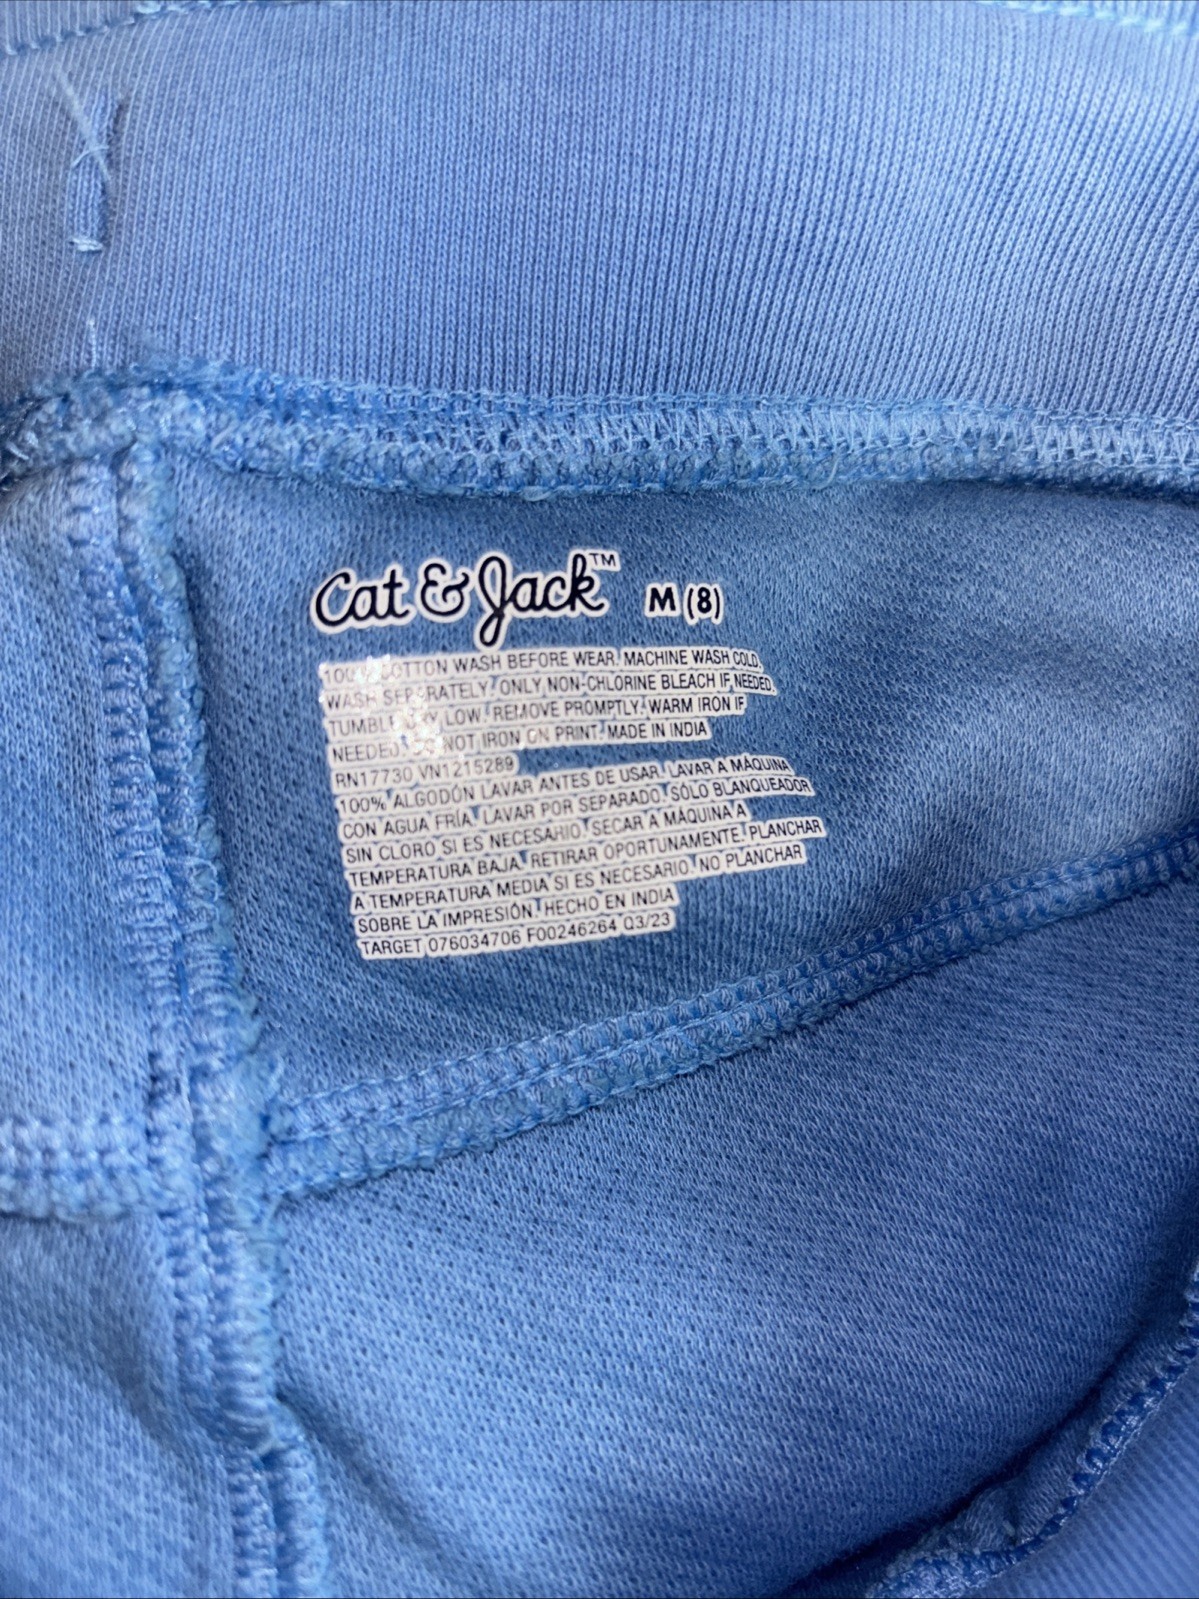 Cat & Jack™ M (8)
100% COTTON WASH BEFORE WEAR. MACHINE WASH COLD.
WASH SEPARATELY. ONLY NON-CHLORINE BLEACH IF NEEDED.
TUMBLE DRY LOW. REMOVE PROMPTLY. WARM IRON IF
NEEDED. DO NOT IRON ON PRINT. MADE IN INDIA
RN17730 VN1215289
100% ALGODÓN LAVAR ANTES DE USAR. LAVAR A MÁQUINA
CON AGUA FRÍA. LAVAR POR SEPARADO. SÓLO BLANQUEADOR
SIN CLORO SI ES NECESARIO. SECAR A MÁQUINA A
TEMPERATURA BAJA. RETIRAR OPORTUNAMENTE. PLANCHAR
A TEMPERATURA MEDIA SI ES NECESARIO. NO PLANCHAR
SOBRE LA IMPRESIÓN. HECHO EN INDIA
TARGET 076034706 F00246264 Q3/23